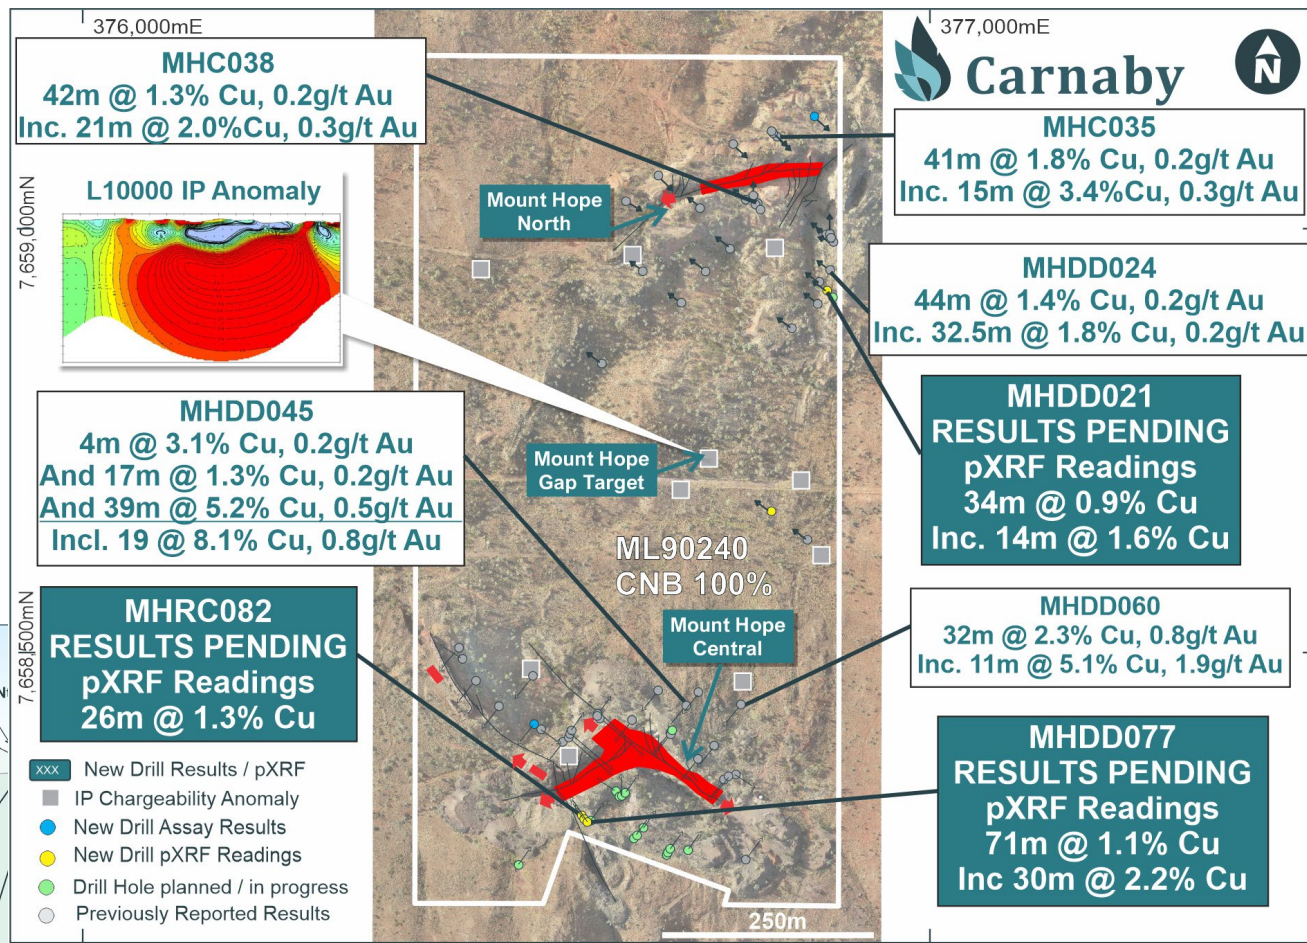 376,000mE
377,000mE
Carnaby
N
MHC038
42m @ 1.3% Cu, 0.2g/t Au
Inc. 21m @ 2.0%Cu, 0.3g/t Au
MHC035
41m @ 1.8% Cu, 0.2g/t Au
Inc. 15m @ 3.4%Cu, 0.3g/t Au
L10000 IP Anomaly
Mount Hope
North
7,659,000mN
MHDD024
44m @ 1.4% Cu, 0.2g/t Au
Inc. 32.5m @ 1.8% Cu, 0.2g/t Au
MHDD021
RESULTS PENDING
pXRF Readings
34m @ 0.9% Cu
Inc. 14m @ 1.6% Cu
MHDD045
4m @ 3.1% Cu, 0.2g/t Au
And 17m @ 1.3% Cu, 0.2g/t Au
And 39m @ 5.2% Cu, 0.5g/t Au
Incl. 19 @ 8.1% Cu, 0.8g/t Au
Mount Hope
Gap Target
ML90240
CNB 100%
7,658,500mN
MHRC082
RESULTS PENDING
pXRF Readings
26m @ 1.3% Cu
Mount Hope
Central
MHDD060
32m @ 2.3% Cu, 0.8g/t Au
Inc. 11m @ 5.1% Cu, 1.9g/t Au
MHDD077
RESULTS PENDING
pXRF Readings
71m @ 1.1% Cu
Inc 30m @ 2.2% Cu
XXX New Drill Results / pXRF
IP Chargeability Anomaly
New Drill Assay Results
New Drill pXRF Readings
Drill Hole planned / in progress
Previously Reported Results
250m